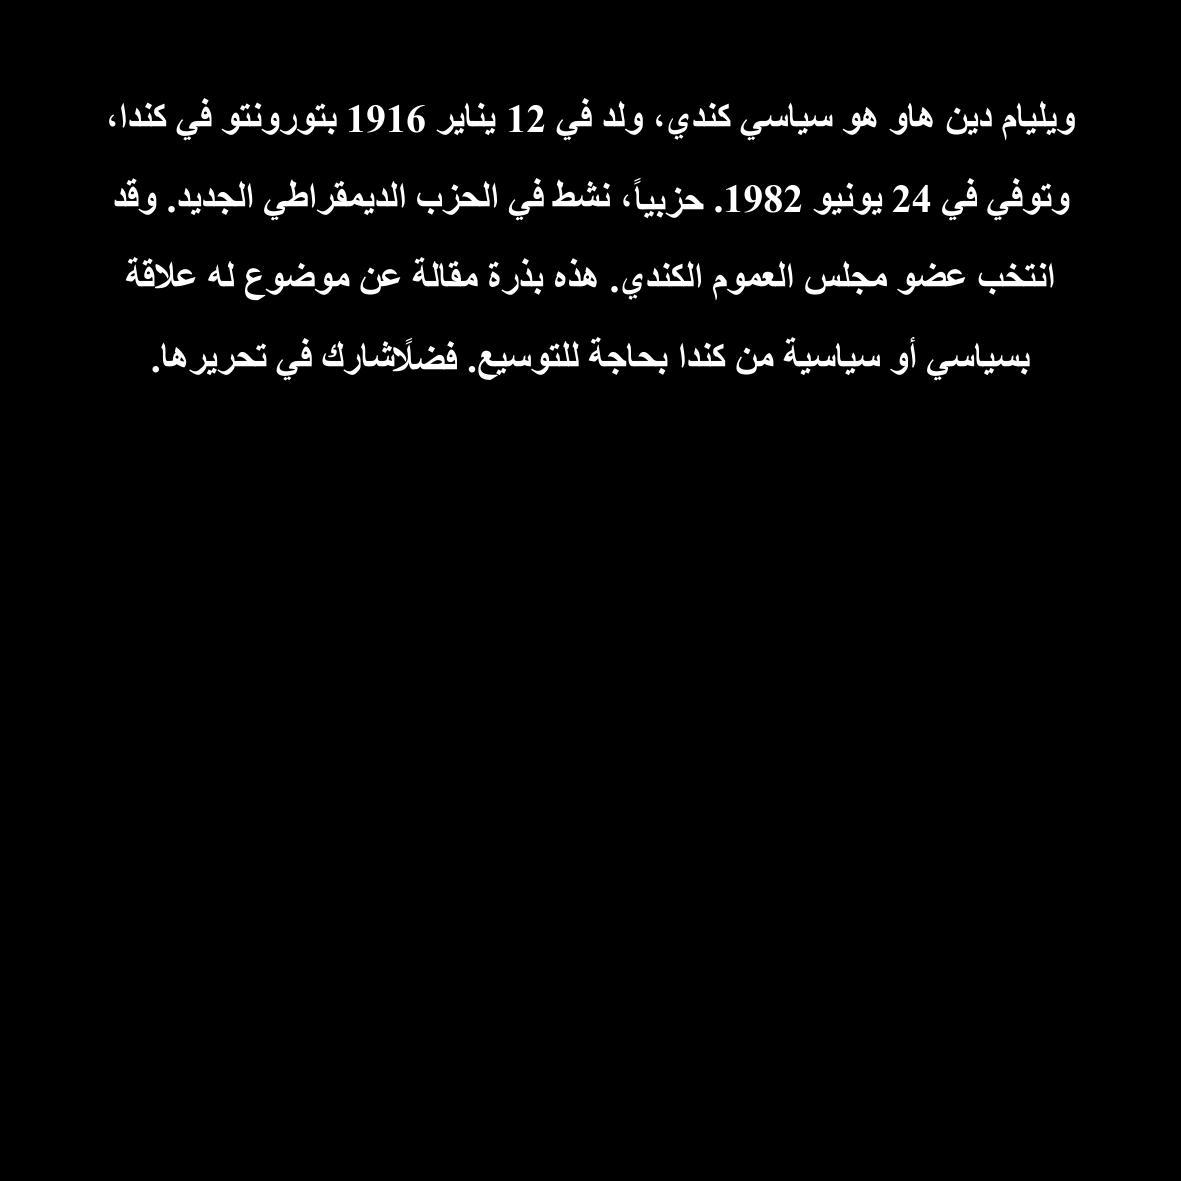 ويليام دين هاو هو سياسي كندي، ولد في 12 يناير 1916 بتورونتو في كندا،
وتوفي في 24 يونيو 1982. حزبياً، نشط في الحزب الديمقراطي الجديد. وقد
انتخب عضو مجلس العموم الكندي. هذه بذرة مقالة عن موضوع له علاقة
بسياسي أو سياسية من كندا بحاجة للتوسيع. فضلًاشارك في تحريرها.